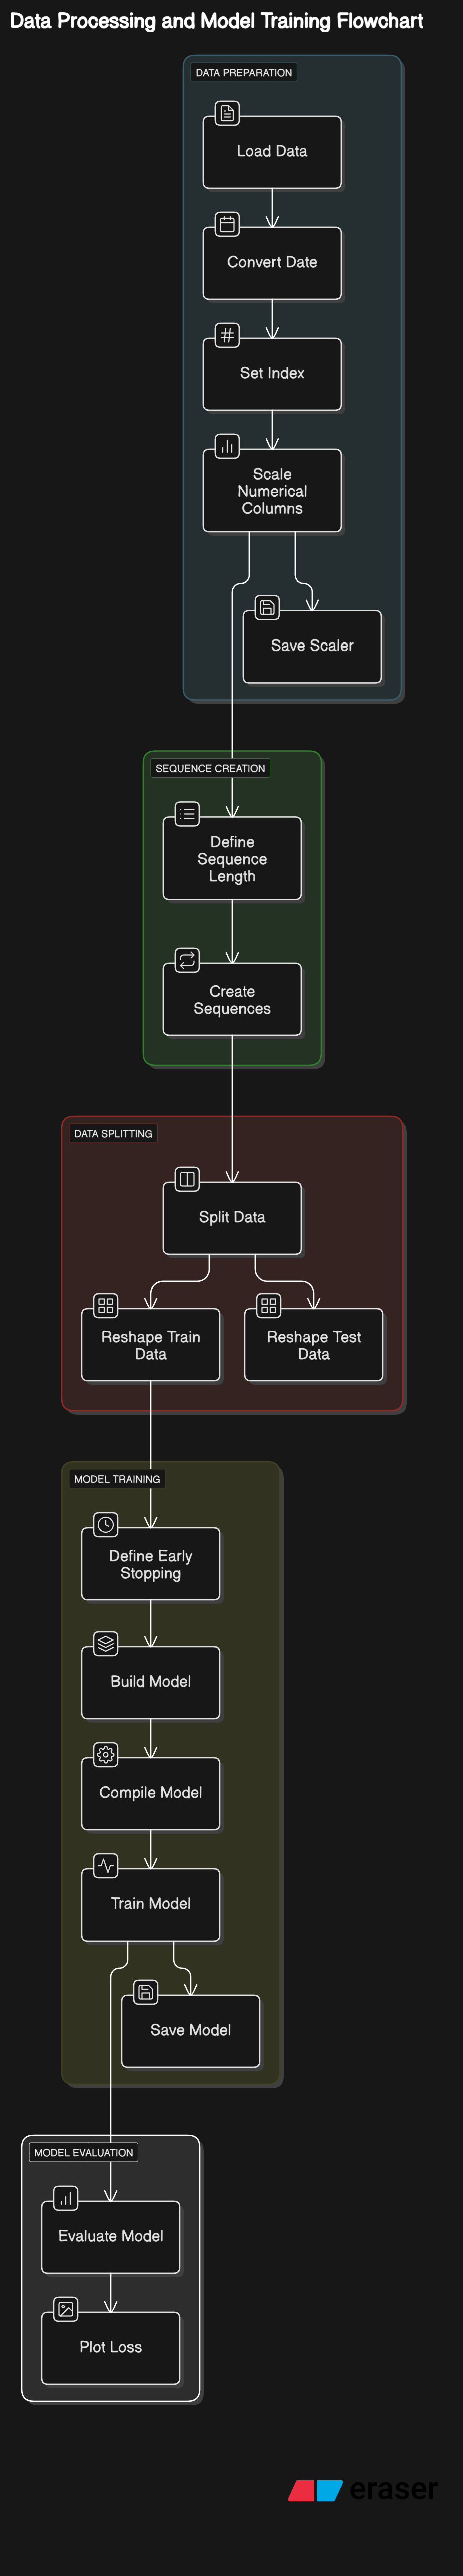 Data Processing and Model Training Flowchart
DATA PREPARATION
Load Data
Convert Date
Set Index
Scale
Numerical
Columns
Save Scaler
SEQUENCE CREATION
Define
Sequence
Length
Create
Sequences
DATA SPLITTING
Split Data
Reshape Train
Data
Reshape Test
Data
MODEL TRAINING
Define Early
Stopping
Build Model
Compile Model
Train Model
Save Model
MODEL EVALUATION
Evaluate Model
Plot Loss
eraser